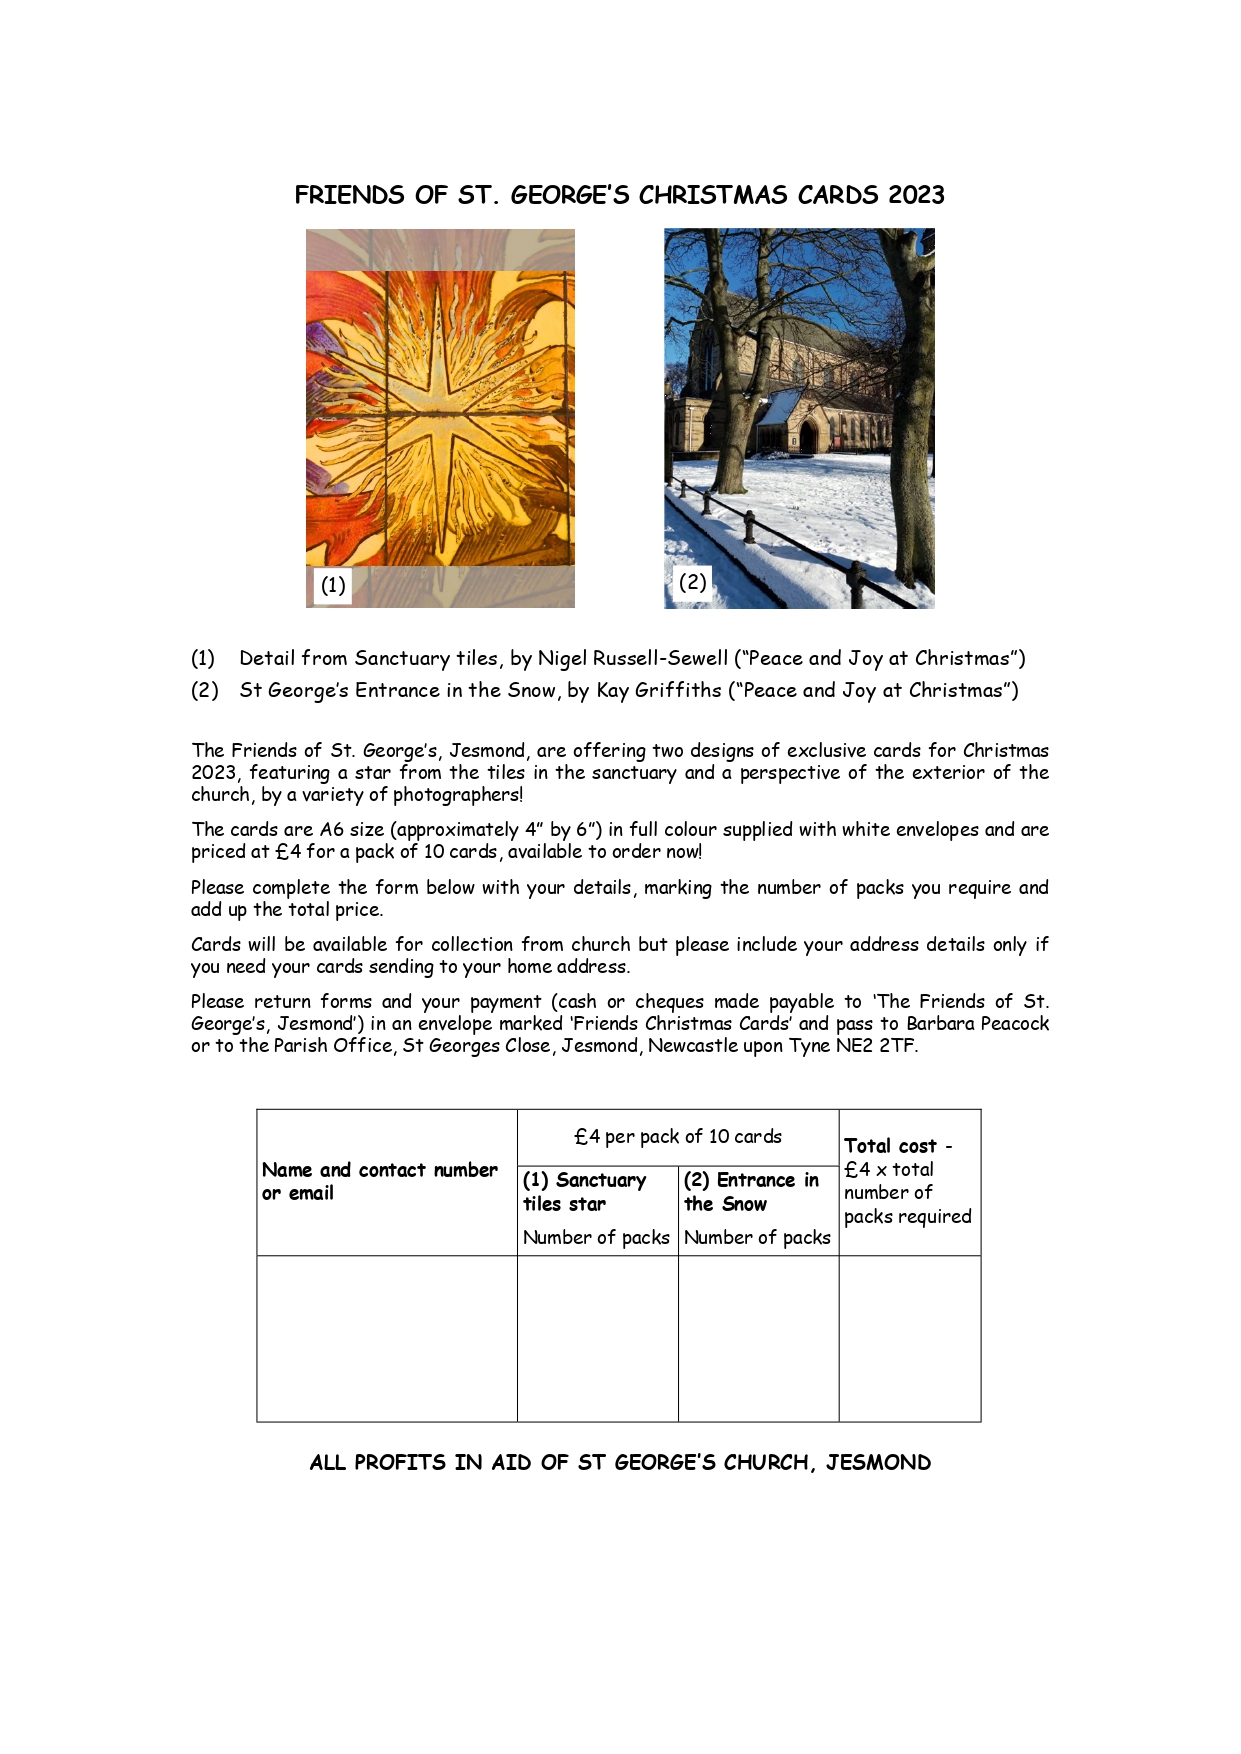 FRIENDS OF ST. GEORGE'S CHRISTMAS CARDS 2023
(1)
(2)
(1) Detail from Sanctuary tiles, by Nigel Russell-Sewell (“Peace and Joy at Christmas”)
(2) St George’s Entrance in the Snow, by Kay Griffiths (“Peace and Joy at Christmas”)
The Friends of St. George’s, Jesmond, are offering two designs of exclusive cards for Christmas
2023, featuring a star from the tiles in the sanctuary and a perspective of the exterior of the
church, by a variety of photographers!
The cards are A6 size (approximately 4” by 6”) in full colour supplied with white envelopes and are
priced at £4 for a pack of 10 cards, available to order now!
Please complete the form below with your details, marking the number of packs you require and
add up the total price.
Cards will be available for collection from church but please include your address details only if
you need your cards sending to your home address.
Please return forms and your payment (cash or cheques made payable to ‘The Friends of St.
George’s, Jesmond’) in an envelope marked ‘Friends Christmas Cards’ and pass to Barbara Peacock
or to the Parish Office, St Georges Close, Jesmond, Newcastle upon Tyne NE2 2TF.
Name and contact number
or email
£4 per pack of 10 cards
(1) Sanctuary
tiles star
Number of packs
(2) Entrance in
the Snow
Number of packs
Total cost -
£4 x total
number of
packs required
ALL PROFITS IN AID OF ST GEORGE’S CHURCH, JESMOND